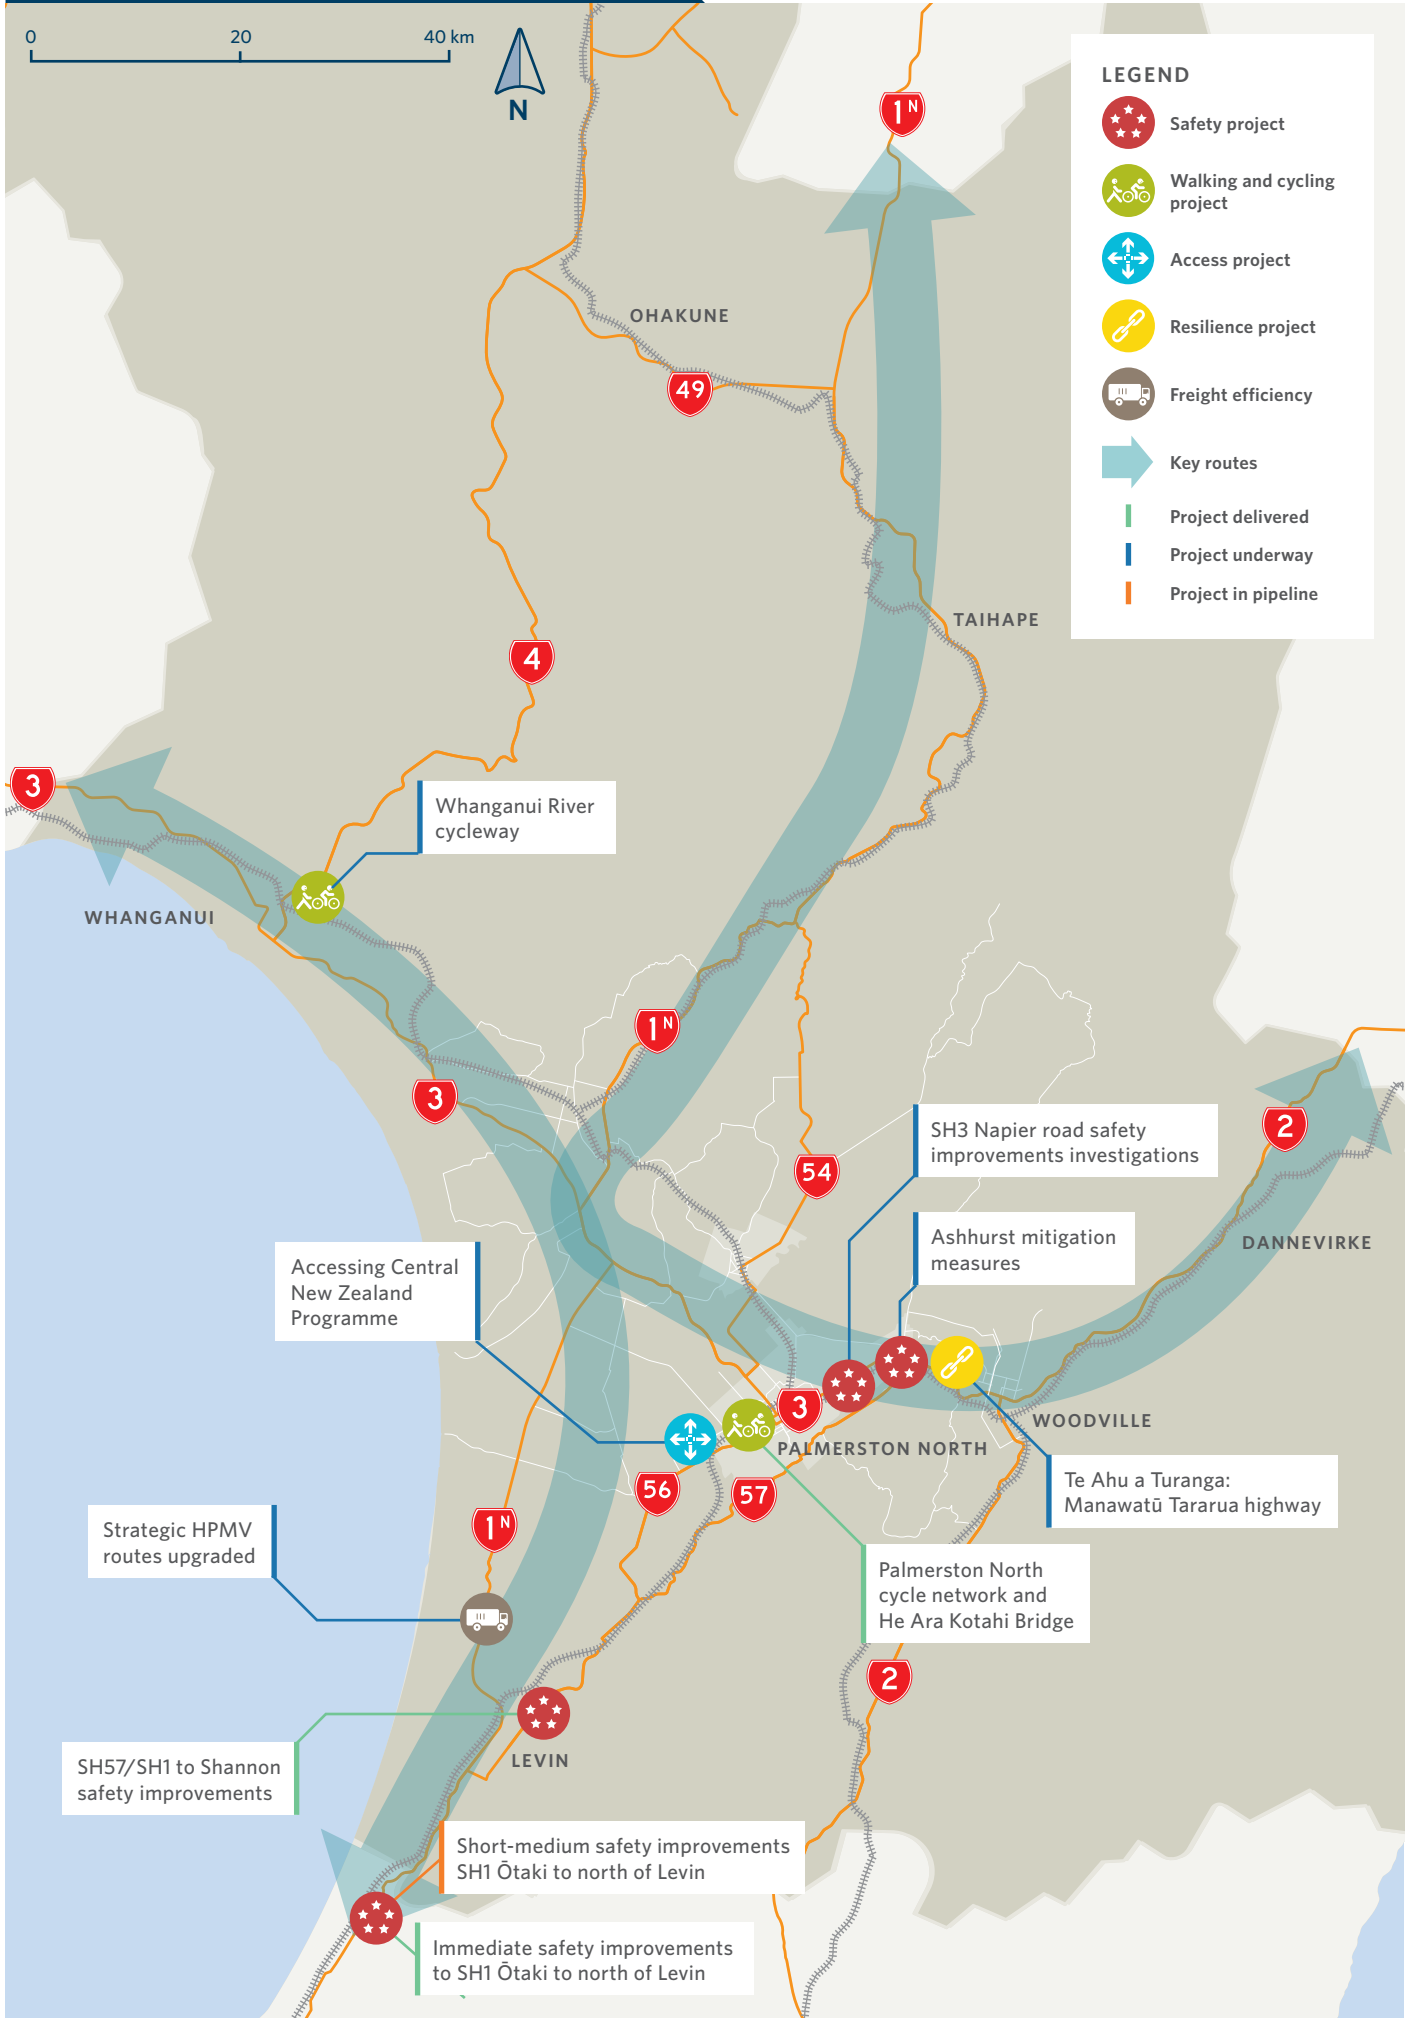 0 20 40 km
N
LEGEND
Safety project
Walking and cycling
project
Access project
Resilience project
Freight efficiency
Key routes
Project delivered
Project underway
Project in pipeline
1 N
OHAKUNE
49
TAIHAPE
4
3
Whanganui River
cycleway
WHANGANUI
1 N
3
2
SH3 Napier road safety
improvements investigations
54
Ashhurst mitigation
measures
DANNEVIRKE
Accessing Central
New Zealand
Programme
3
WOODVILLE
PALMERSTON NORTH
56
57
Te Ahu a Turanga:
Manawatū Tararua highway
1 N
Strategic HPMV
routes upgraded
Palmerston North
cycle network and
He Ara Kotahi Bridge
2
LEVIN
SH57/SH1 to Shannon
safety improvements
Short-medium safety improvements
SH1 Ōtaki to north of Levin
Immediate safety improvements
to SH1 Ōtaki to north of Levin